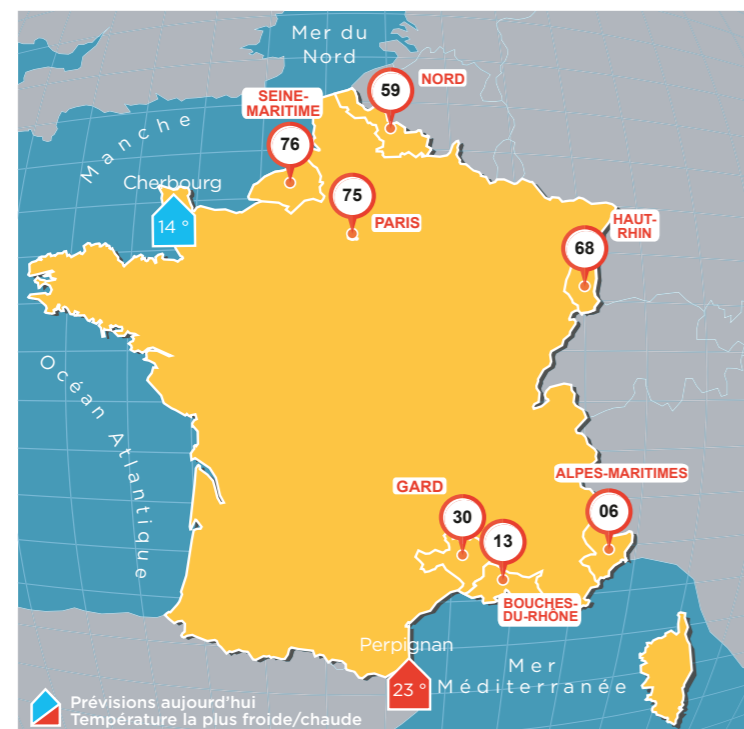 Mer du
Nord
59
NORD
SEINE-
MARITIME
76
Manche
Cherbourg
14 °
75
PARIS
HAUT-
RHIN
68
Océan Atlantique
ALPES-MARITIMES
06
GARD
30
13
BOUCHES-
DU-RHÔNE
Perpignan
23 °
Mer
Méditerranée
Prévisions aujourd'hui
Température la plus froide/chaude